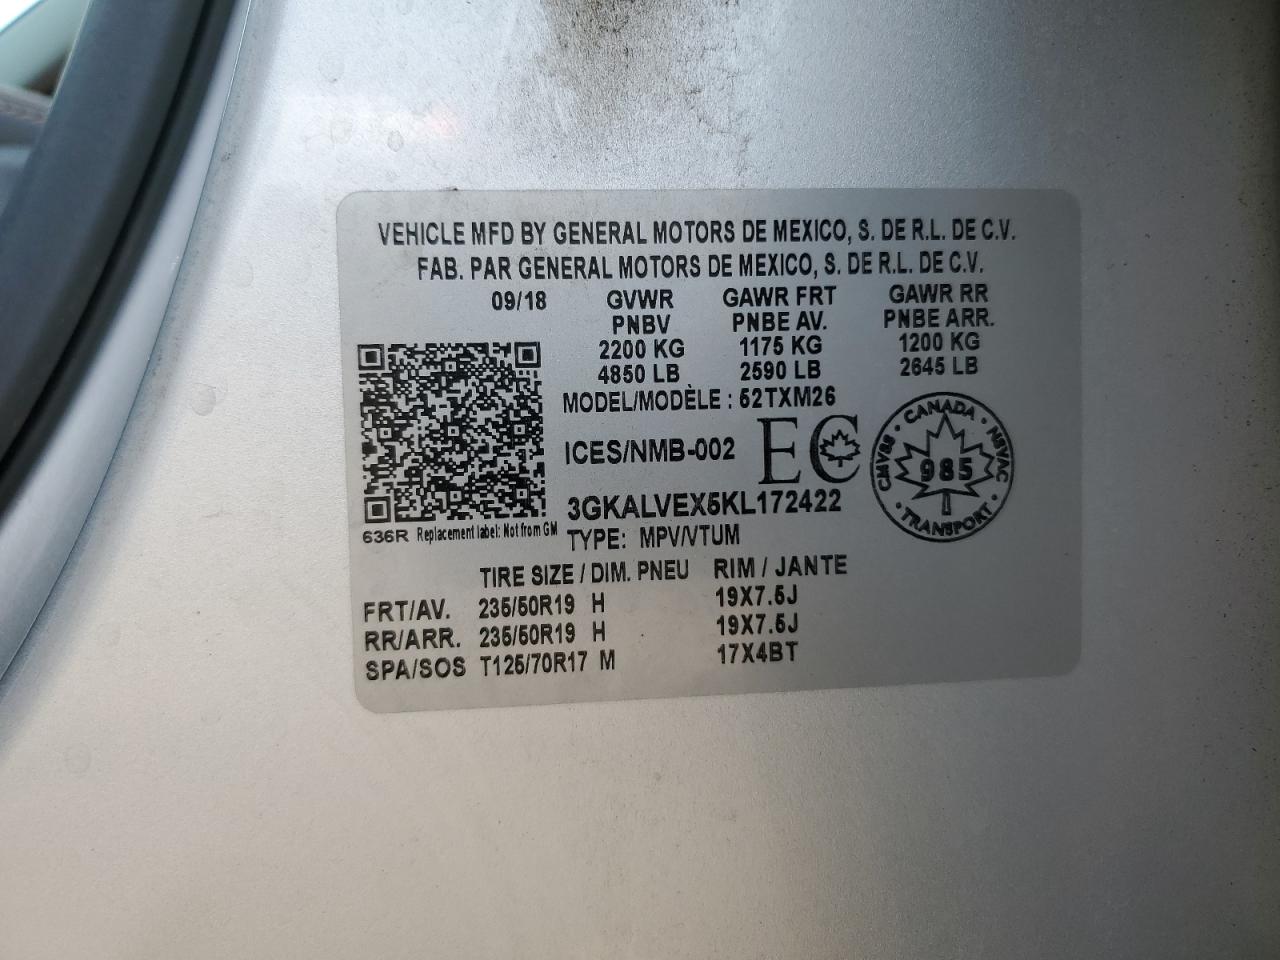 VEHICLE MFD BY GENERAL MOTORS DE MEXICO, S. DE R.L. DE C.V.
FAB. PAR GENERAL MOTORS DE MEXICO, S. DE R.L. DE C.V.
09/18 GVWR GAWR FRT GAWR RR
PNBV PNBE AV. PNBE ARR.
2200 KG 1175 KG 1200 KG
4850 LB 2590 LB 2645 LB
MODEL/MODÈLE : 52TXM26
ICES/NMB-002 EC
CANADA
CMVSS NSVAC
985
TRANSPORT
3GKALVEX5KL172422
636R Replacement label: Not from GM
TYPE: MPV/VTUM
TIRE SIZE / DIM. PNEU RIM / JANTE
FRT/AV. 235/50R19 H 19X7.5J
RR/ARR. 235/50R19 H 19X7.5J
SPA/SOS T125/70R17 M 17X4BT